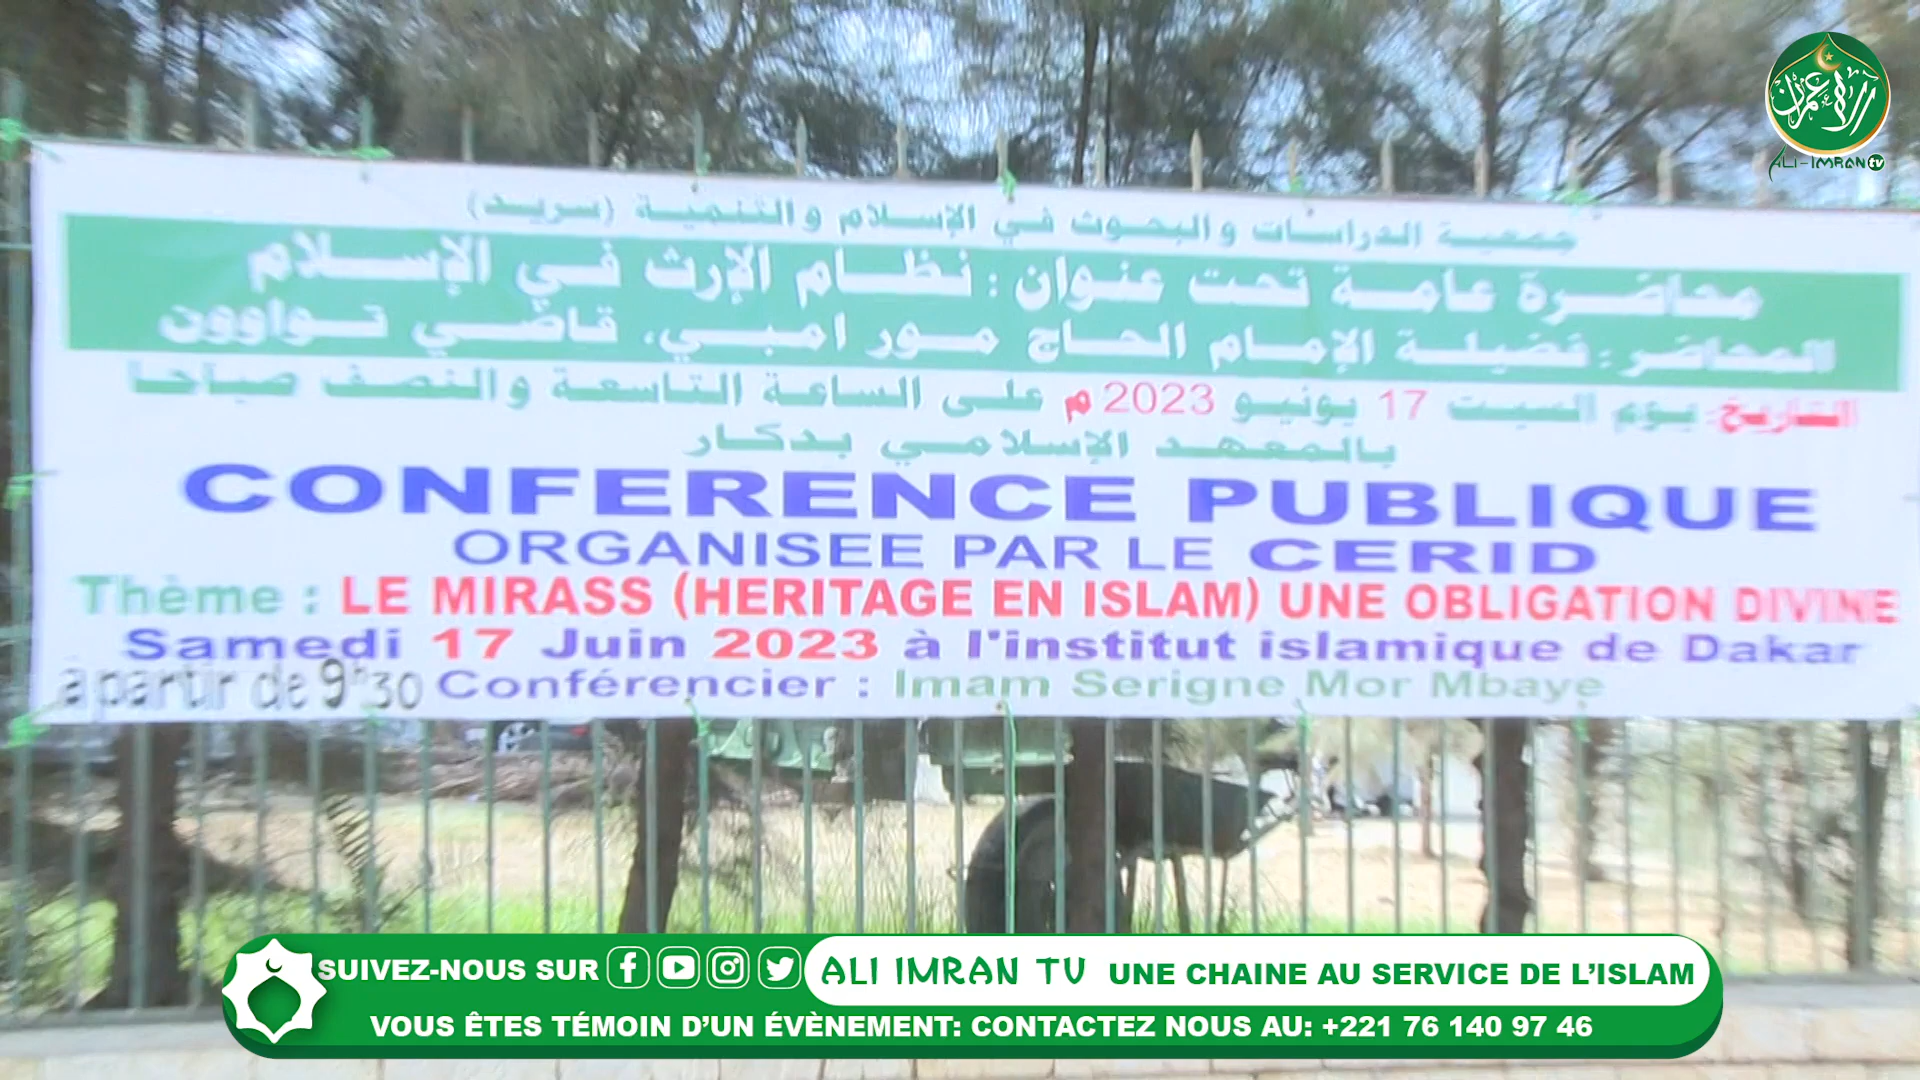 آل عمران
ALI-IMRAN TV
جمعية الدراسات والبحوث في الإسلام والتنمية (سريد)
محاضرة عامة تحت عنوان : نظام الإرث في الإسلام
المحاضر : فضيلة الإمام الحاج مور امبي، قاضي تواوون
التاريخ: يوم السبت 17 يونيو 2023 م على الساعة التاسعة والنصف صباحا
بالمعهد الإسلامي بدكار
CONFERENCE PUBLIQUE
ORGANISEE PAR LE CERID
Thème : LE MIRASS (HERITAGE EN ISLAM) UNE OBLIGATION DIVINE
Samedi 17 Juin 2023 à l'institut islamique de Dakar
à partir de 9h30 Conférencier : Imam Serigne Mor Mbaye
SUIVEZ-NOUS SUR ALI IMRAN TV UNE CHAINE AU SERVICE DE L'ISLAM
VOUS ÊTES TÉMOIN D'UN ÉVÈNEMENT: CONTACTEZ NOUS AU: +221 76 140 97 46